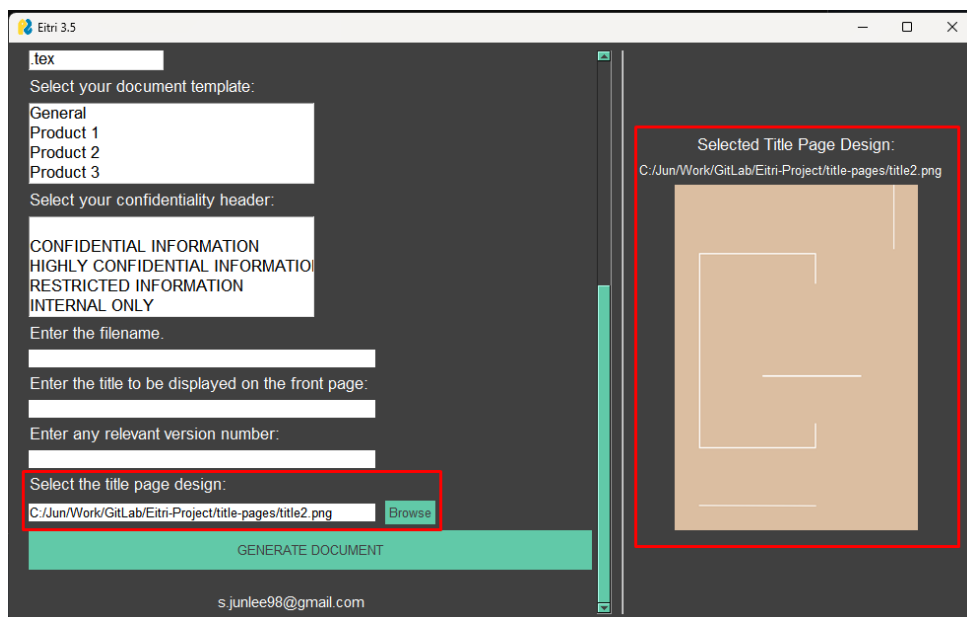 Eitri 3.5
.tex
Select your document template:
General
Product 1
Product 2
Product 3
Select your confidentiality header:
CONFIDENTIAL INFORMATION
HIGHLY CONFIDENTIAL INFORMATIO
RESTRICTED INFORMATION
INTERNAL ONLY
Enter the filename.
Enter the title to be displayed on the front page:
Enter any relevant version number:
Select the title page design:
C:/Jun/Work/GitLab/Eitri-Project/title-pages/title2.png
Browse
GENERATE DOCUMENT
s.junlee98@gmail.com
Selected Title Page Design:
C:/Jun/Work/GitLab/Eitri-Project/title-pages/title2.png